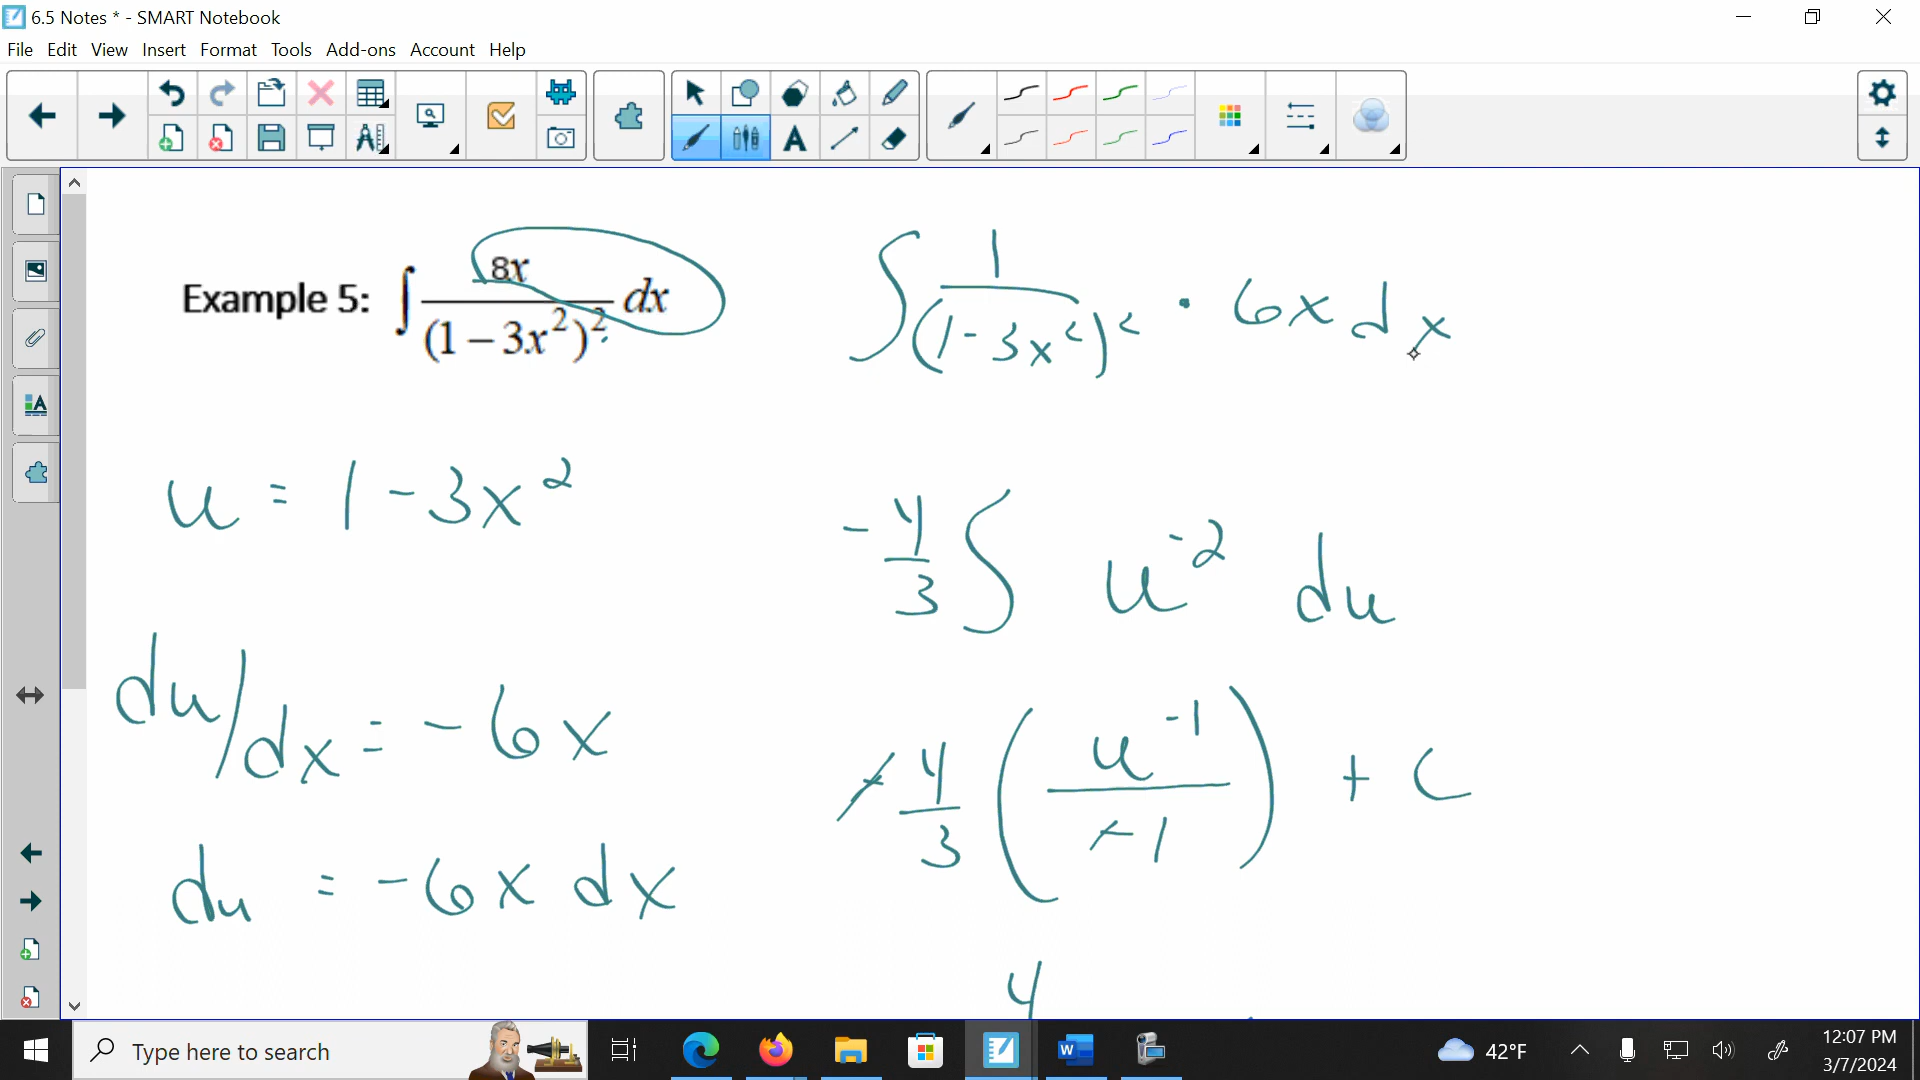 6.5 Notes * - SMART Notebook
File Edit View Insert Format Tools Add-ons Account Help
Example 5: ∫ 8x / (1 – 3x²)² dx
∫ 1 / (1 - 3x²)² · 6x dx
u = 1 - 3x²
- 4/3 ∫ u⁻² du
du/dx = - 6x
- 4/3 ( u⁻¹ / -1 ) + C
du = - 6x dx
4
Type here to search
42°F
12:07 PM
3/7/2024